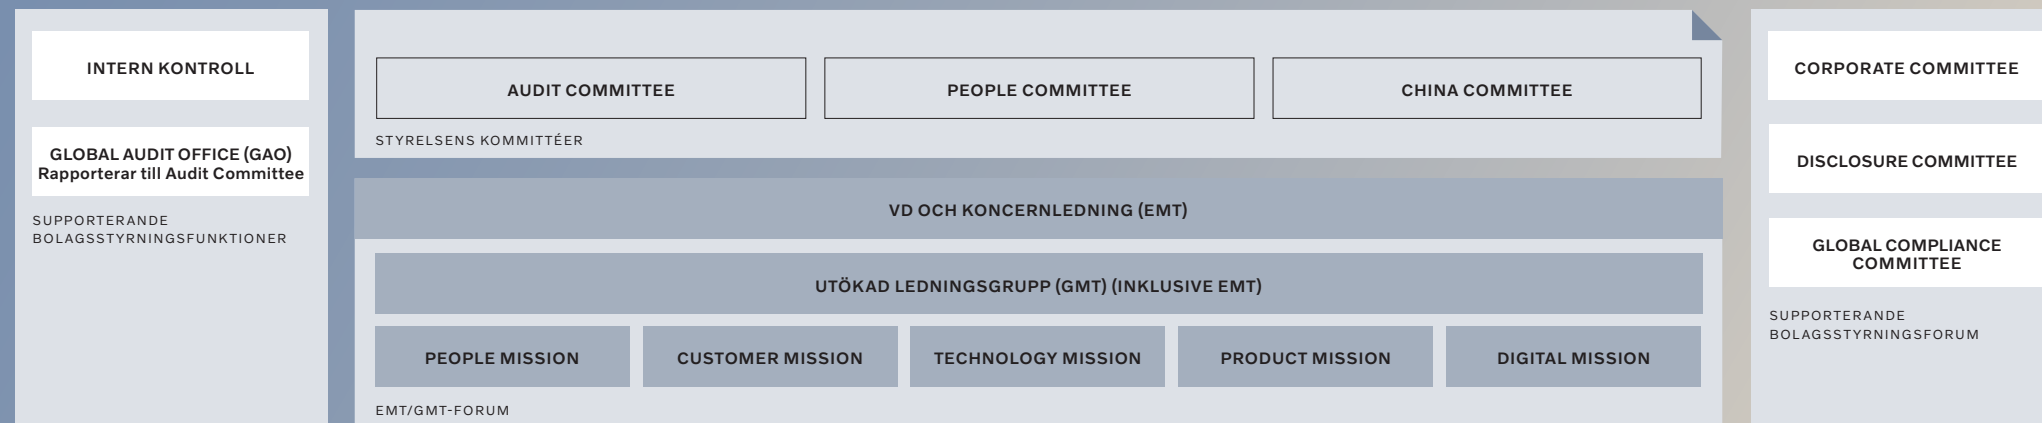 INTERN KONTROLL
GLOBAL AUDIT OFFICE (GAO)
Rapporterar till Audit Committee
SUPPORTERANDE
BOLAGSSTYRNINGSFUNKTIONER
AUDIT COMMITTEE
PEOPLE COMMITTEE
CHINA COMMITTEE
STYRELSENS KOMMITTÉER
VD OCH KONCERNLEDNING (EMT)
UTÖKAD LEDNINGSGRUPP (GMT) (INKLUSIVE EMT)
PEOPLE MISSION
CUSTOMER MISSION
TECHNOLOGY MISSION
PRODUCT MISSION
DIGITAL MISSION
EMT/GMT-FORUM
CORPORATE COMMITTEE
DISCLOSURE COMMITTEE
GLOBAL COMPLIANCE
COMMITTEE
SUPPORTERANDE
BOLAGSSTYRNINGSFORUM